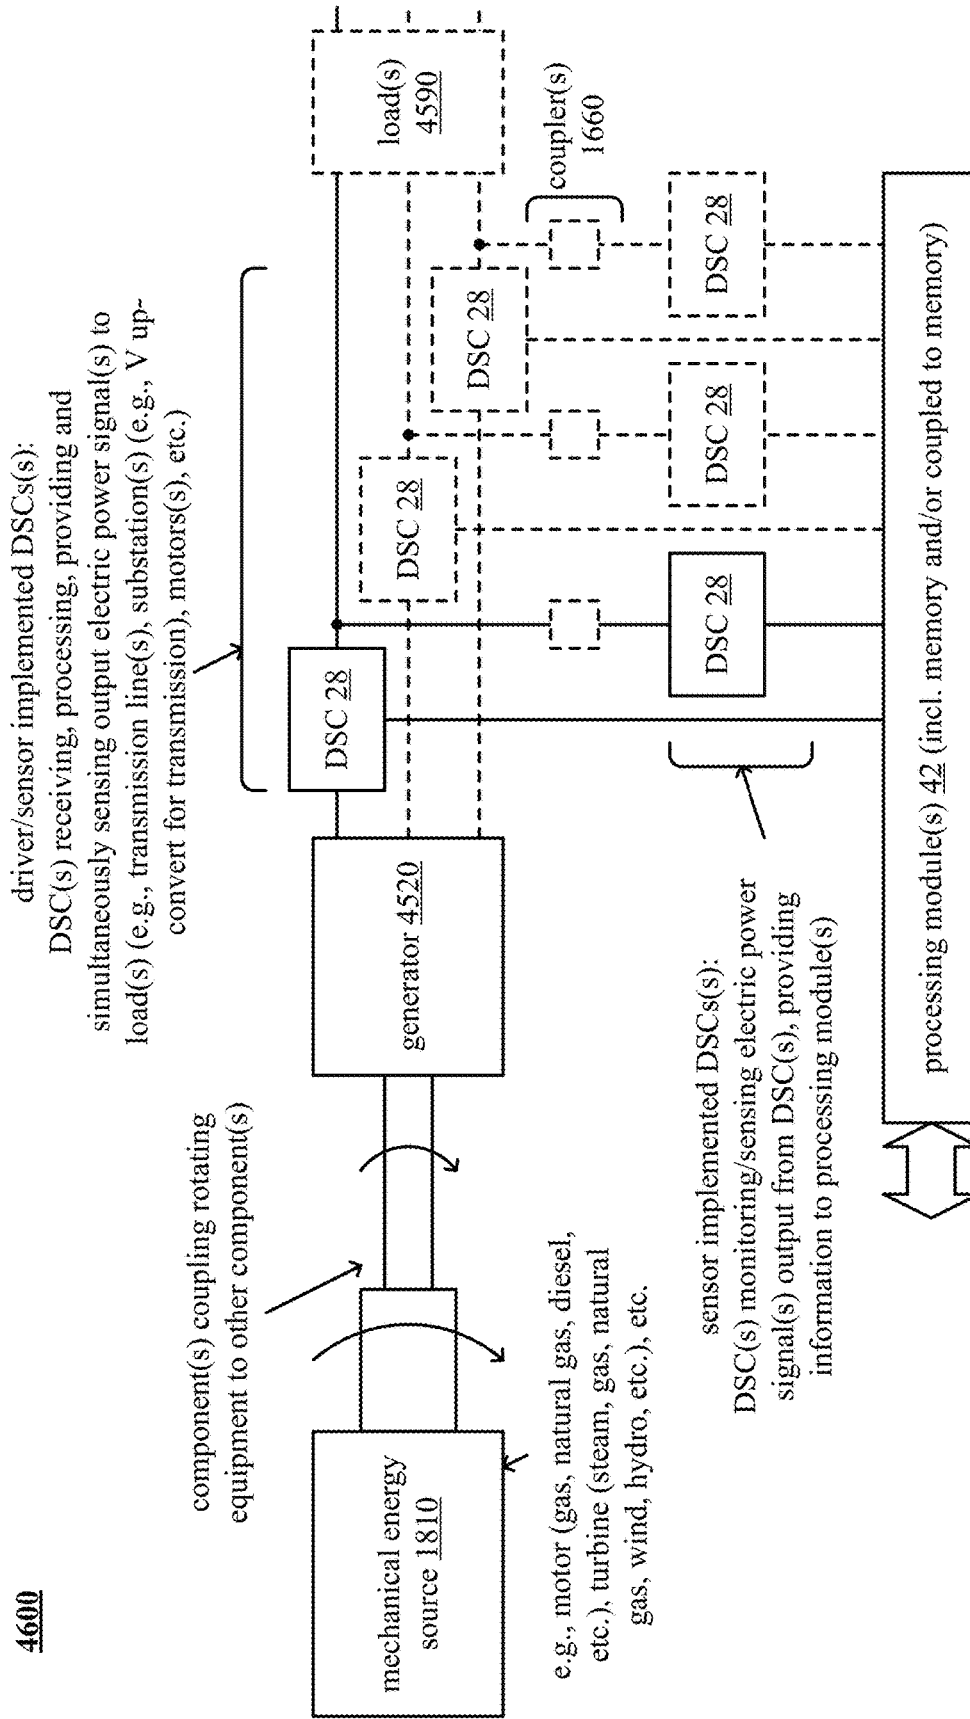 4600
driver/sensor implemented DSCs(s):
DSC(s) receiving, processing, providing and
simultaneously sensing output electric power signal(s) to
load(s) (e.g., transmission line(s), substation(s) (e.g., V up-
convert for transmission), motors(s), etc.)
component(s) coupling rotating
equipment to other component(s)
mechanical energy
source 1810
generator 4520
DSC 28
DSC 28
DSC 28
load(s)
4590
coupler(s)
1660
e.g., motor (gas, natural gas, diesel,
etc.), turbine (steam, gas, natural
gas, wind, hydro, etc.), etc.
sensor implemented DSCs(s):
DSC(s) monitoring/sensing electric power
signal(s) output from DSC(s), providing
information to processing module(s)
DSC 28
DSC 28
DSC 28
processing module(s) 42 (incl. memory and/or coupled to memory)